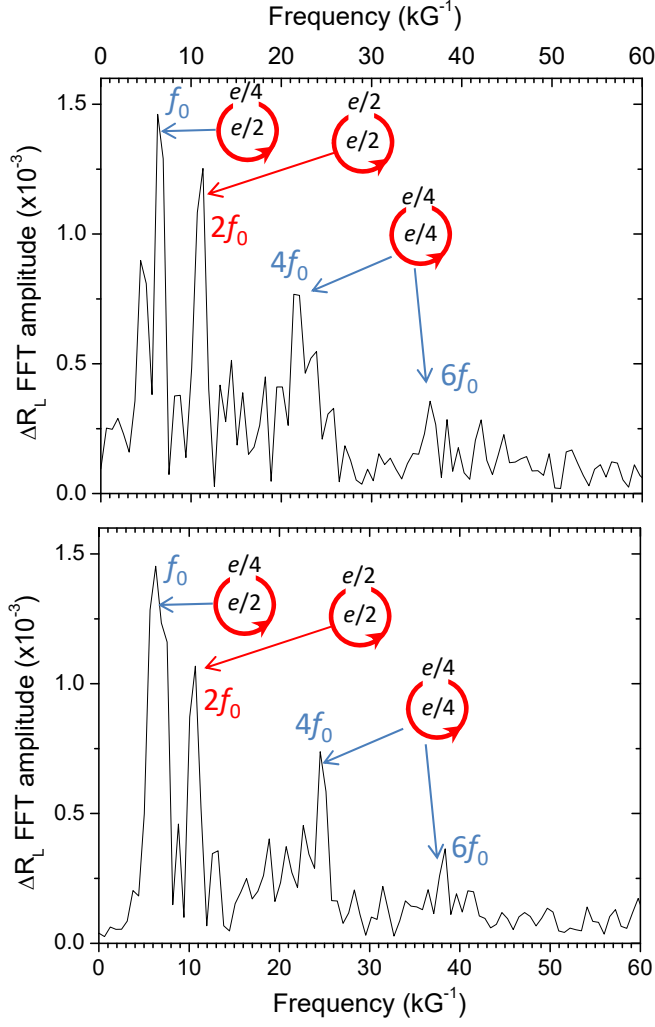 Frequency (kG⁻¹)
0 10 20 30 40 50 60
ΔR_L FFT amplitude (x10⁻³)
1.5
1.0
0.5
0.0
f₀
e/4
e/2
e/2
e/2
2f₀
e/4
e/4
4f₀
6f₀
ΔR_L FFT amplitude (x10⁻³)
1.5
1.0
0.5
0.0
f₀
e/4
e/2
e/2
e/2
2f₀
e/4
e/4
4f₀
6f₀
0 10 20 30 40 50 60
Frequency (kG⁻¹)